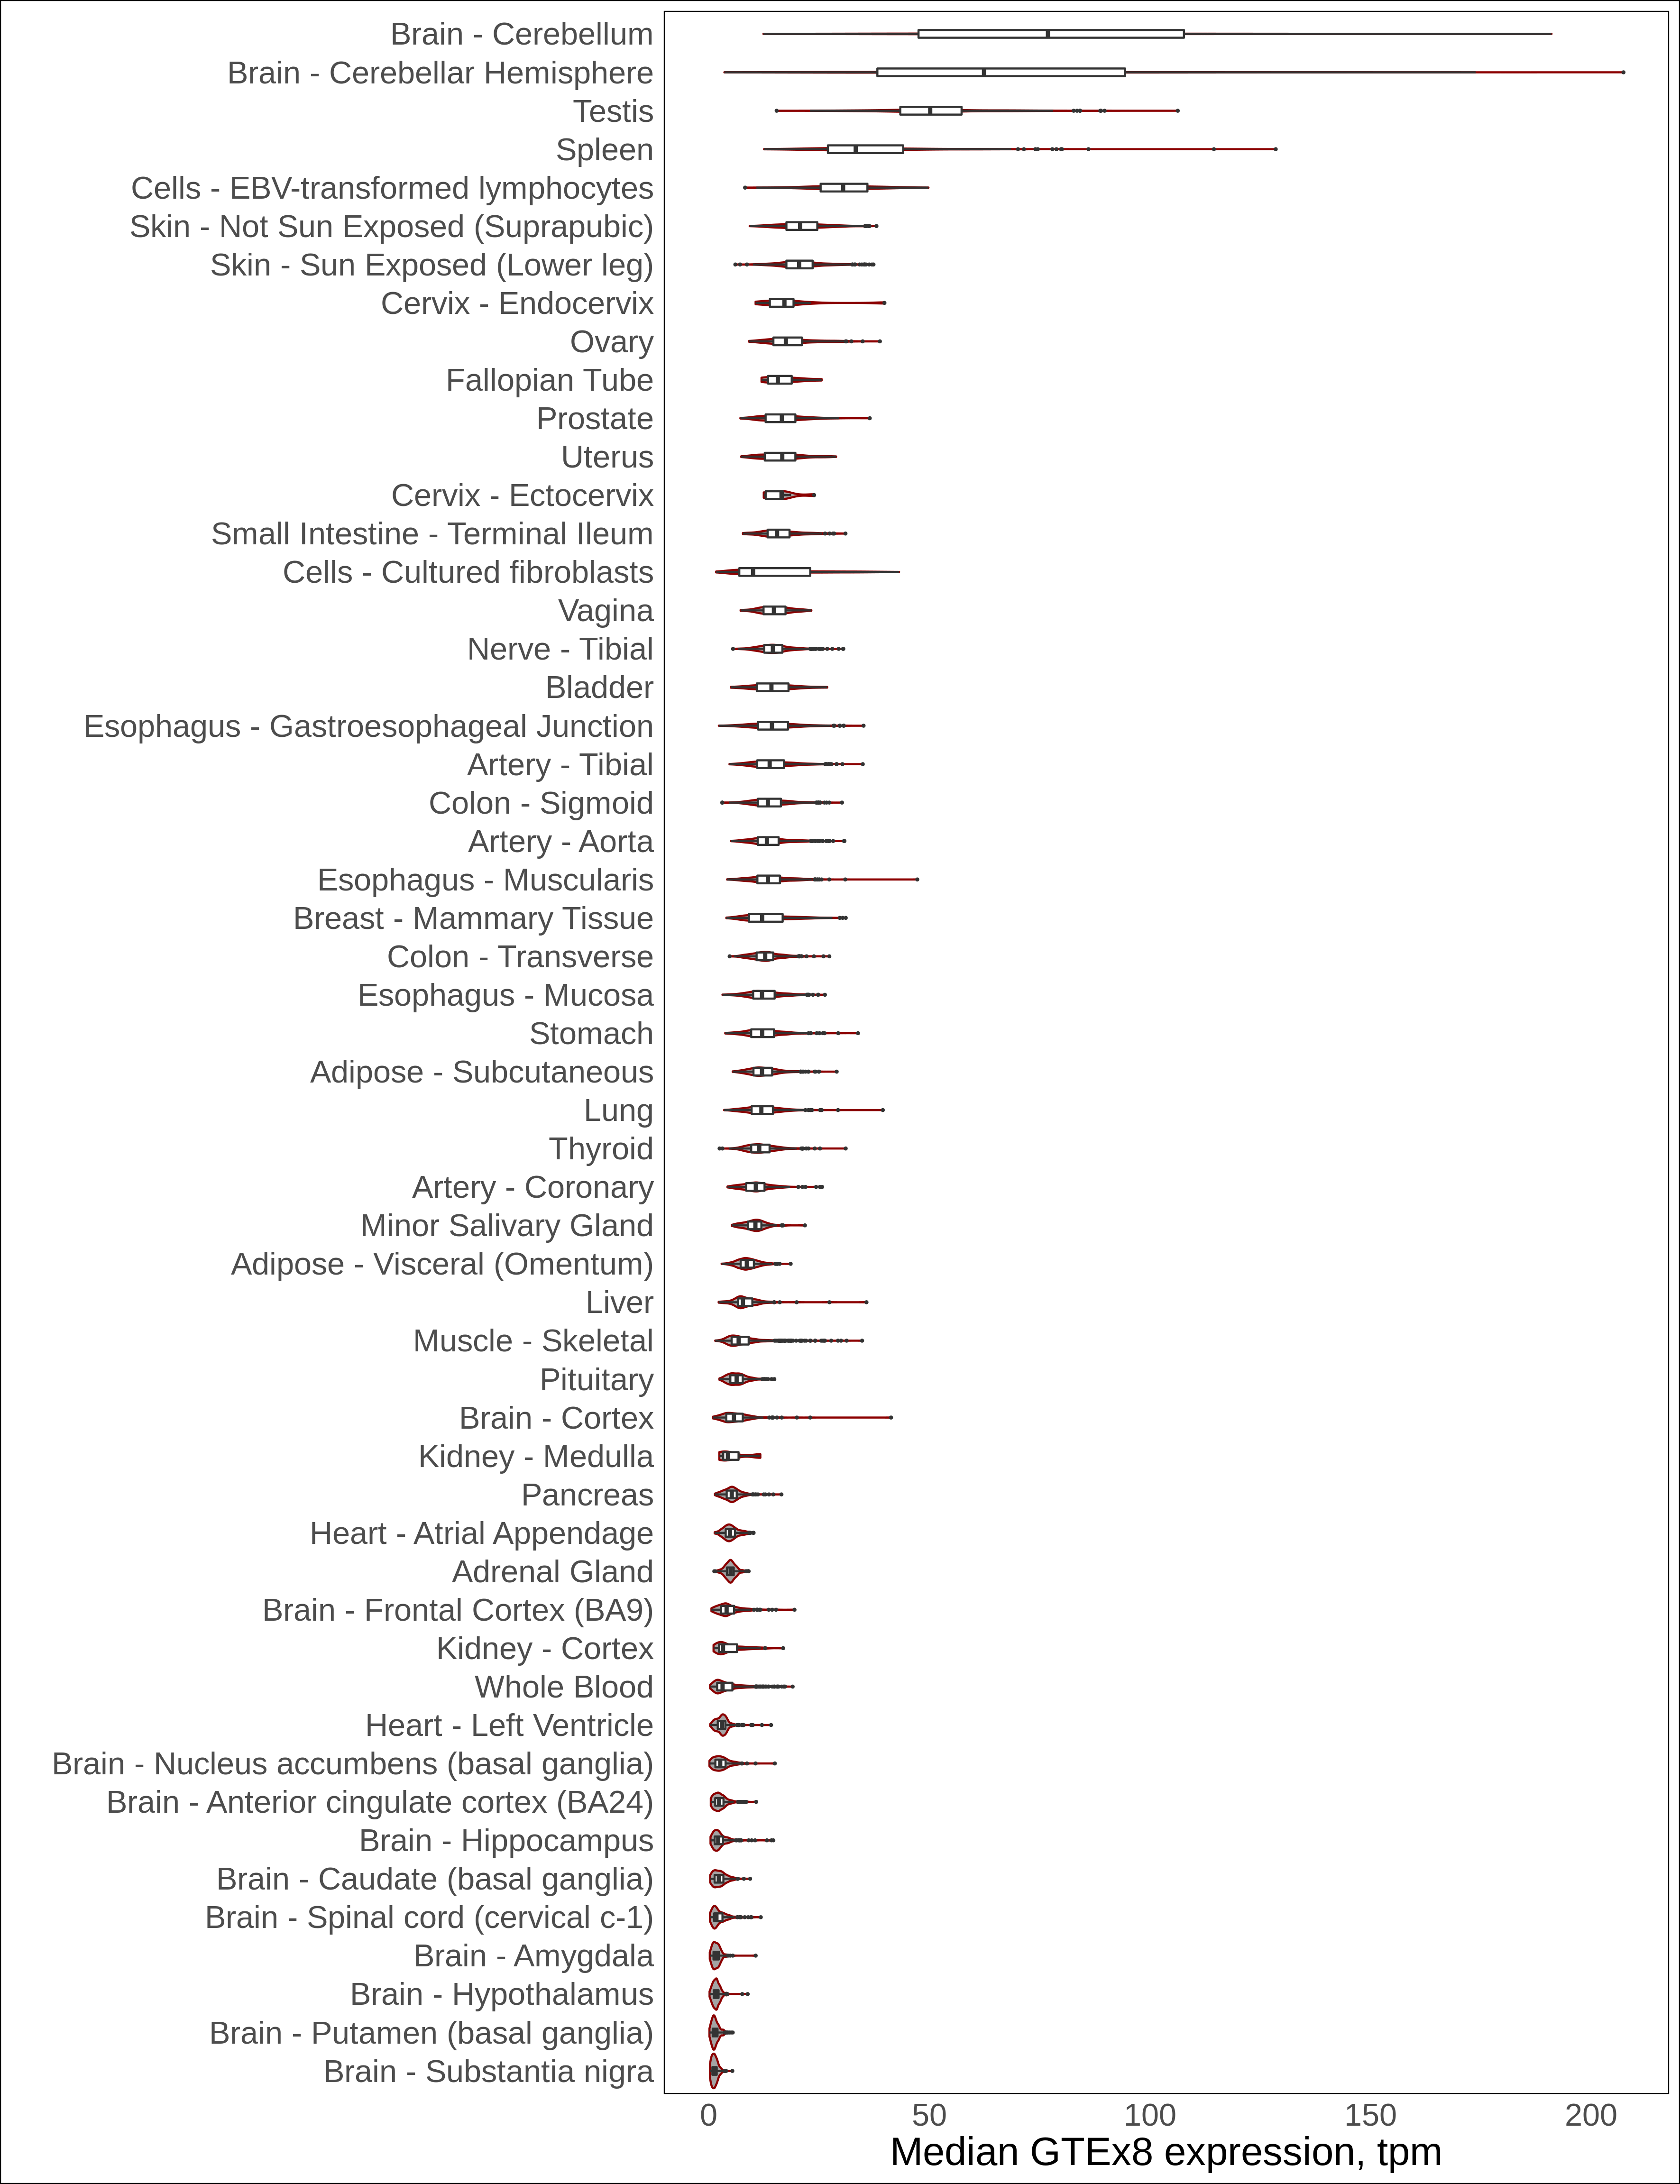 Brain - Cerebellum
Brain - Cerebellar Hemisphere
Testis
Spleen
Cells - EBV-transformed lymphocytes
Skin - Not Sun Exposed (Suprapubic)
Skin - Sun Exposed (Lower leg)
Cervix - Endocervix
Ovary
Fallopian Tube
Prostate
Uterus
Cervix - Ectocervix
Small Intestine - Terminal Ileum
Cells - Cultured fibroblasts
Vagina
Nerve - Tibial
Bladder
Esophagus - Gastroesophageal Junction
Artery - Tibial
Colon - Sigmoid
Artery - Aorta
Esophagus - Muscularis
Breast - Mammary Tissue
Colon - Transverse
Esophagus - Mucosa
Stomach
Adipose - Subcutaneous
Lung
Thyroid
Artery - Coronary
Minor Salivary Gland
Adipose - Visceral (Omentum)
Liver
Muscle - Skeletal
Pituitary
Brain - Cortex
Kidney - Medulla
Pancreas
Heart - Atrial Appendage
Adrenal Gland
Brain - Frontal Cortex (BA9)
Kidney - Cortex
Whole Blood
Heart - Left Ventricle
Brain - Nucleus accumbens (basal ganglia)
Brain - Anterior cingulate cortex (BA24)
Brain - Hippocampus
Brain - Caudate (basal ganglia)
Brain - Spinal cord (cervical c-1)
Brain - Amygdala
Brain - Hypothalamus
Brain - Putamen (basal ganglia)
Brain - Substantia nigra
0 50 100 150 200
Median GTEx8 expression, tpm